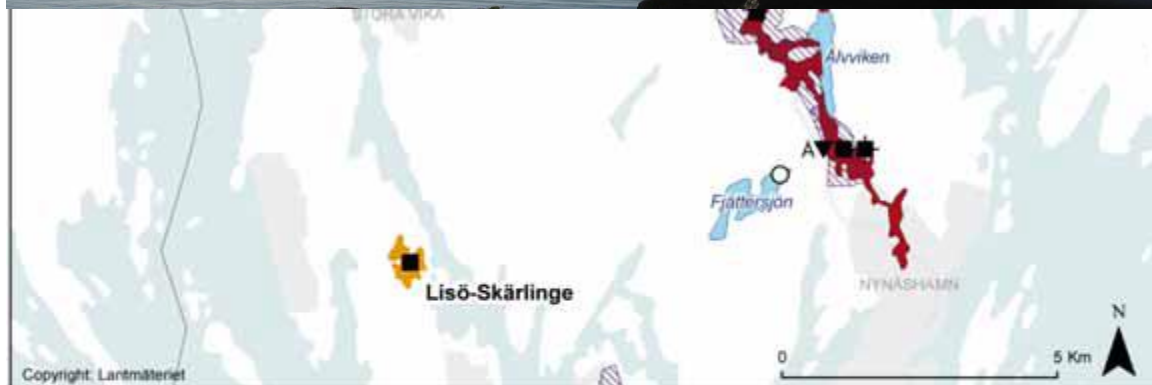 STORA VIKA
Älvviken
A
Fjättersjön
Lisö-Skärlinge
NYNÄSHAMN
N
0 5 Km
Copyright: Lantmäteriet